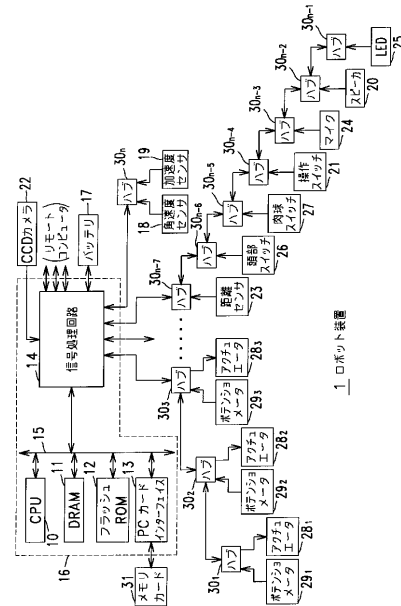 CPU
10
DRAM
11
フラッシュ
ROM
12
PCカード
インターフェイス
13
15
16
メモリ
カード
31
信号処理回路
14
CCDカメラ
22
(リモート
コンピュータ)
バッテリ
17
ハブ
30n
角速度
センサ
18
加速度
センサ
19
ハブ
30n-1
LED
25
ハブ
30n-2
スピーカ
20
ハブ
30n-3
マイク
24
ハブ
30n-4
操作
スイッチ
21
ハブ
30n-5
肉球
スイッチ
27
ハブ
30n-6
頭部
スイッチ
26
ハブ
30n-7
距離
センサ
23
ハブ
303
ポテンショ
メータ
293
アクチュ
エータ
283
ハブ
302
ポテンショ
メータ
292
アクチュ
エータ
282
ハブ
301
ポテンショ
メータ
291
アクチュ
エータ
281
1 ロボット装置